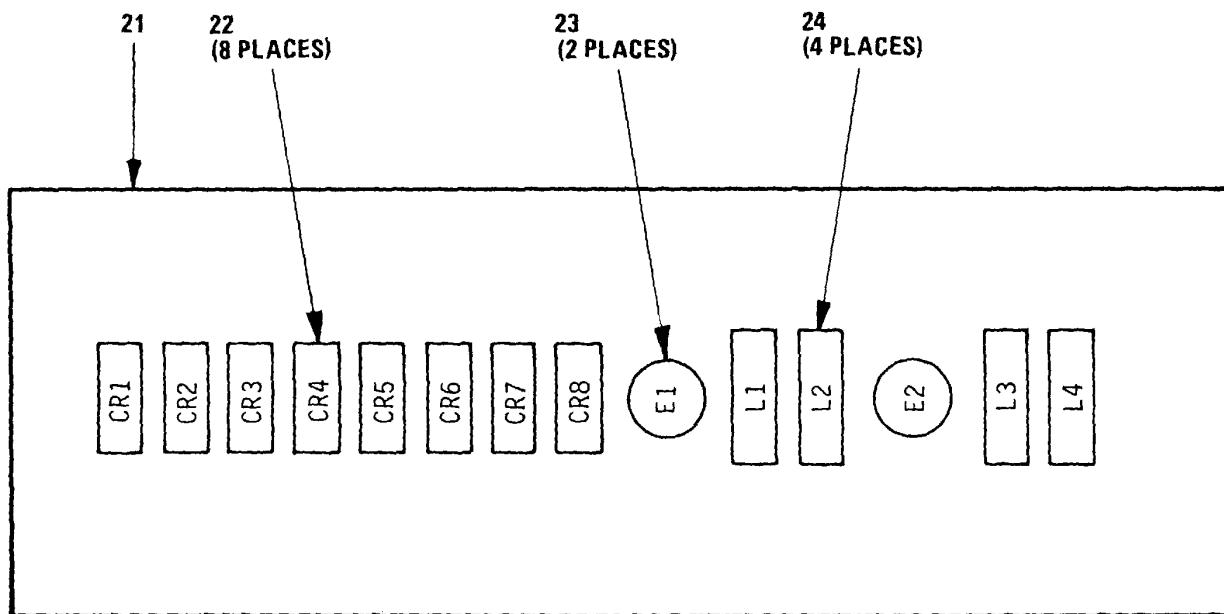 21
22
(8 PLACES)
23
(2 PLACES)
24
(4 PLACES)
CR1
CR2
CR3
CR4
CR5
CR6
CR7
CR8
E1
L1
L2
E2
L3
L4